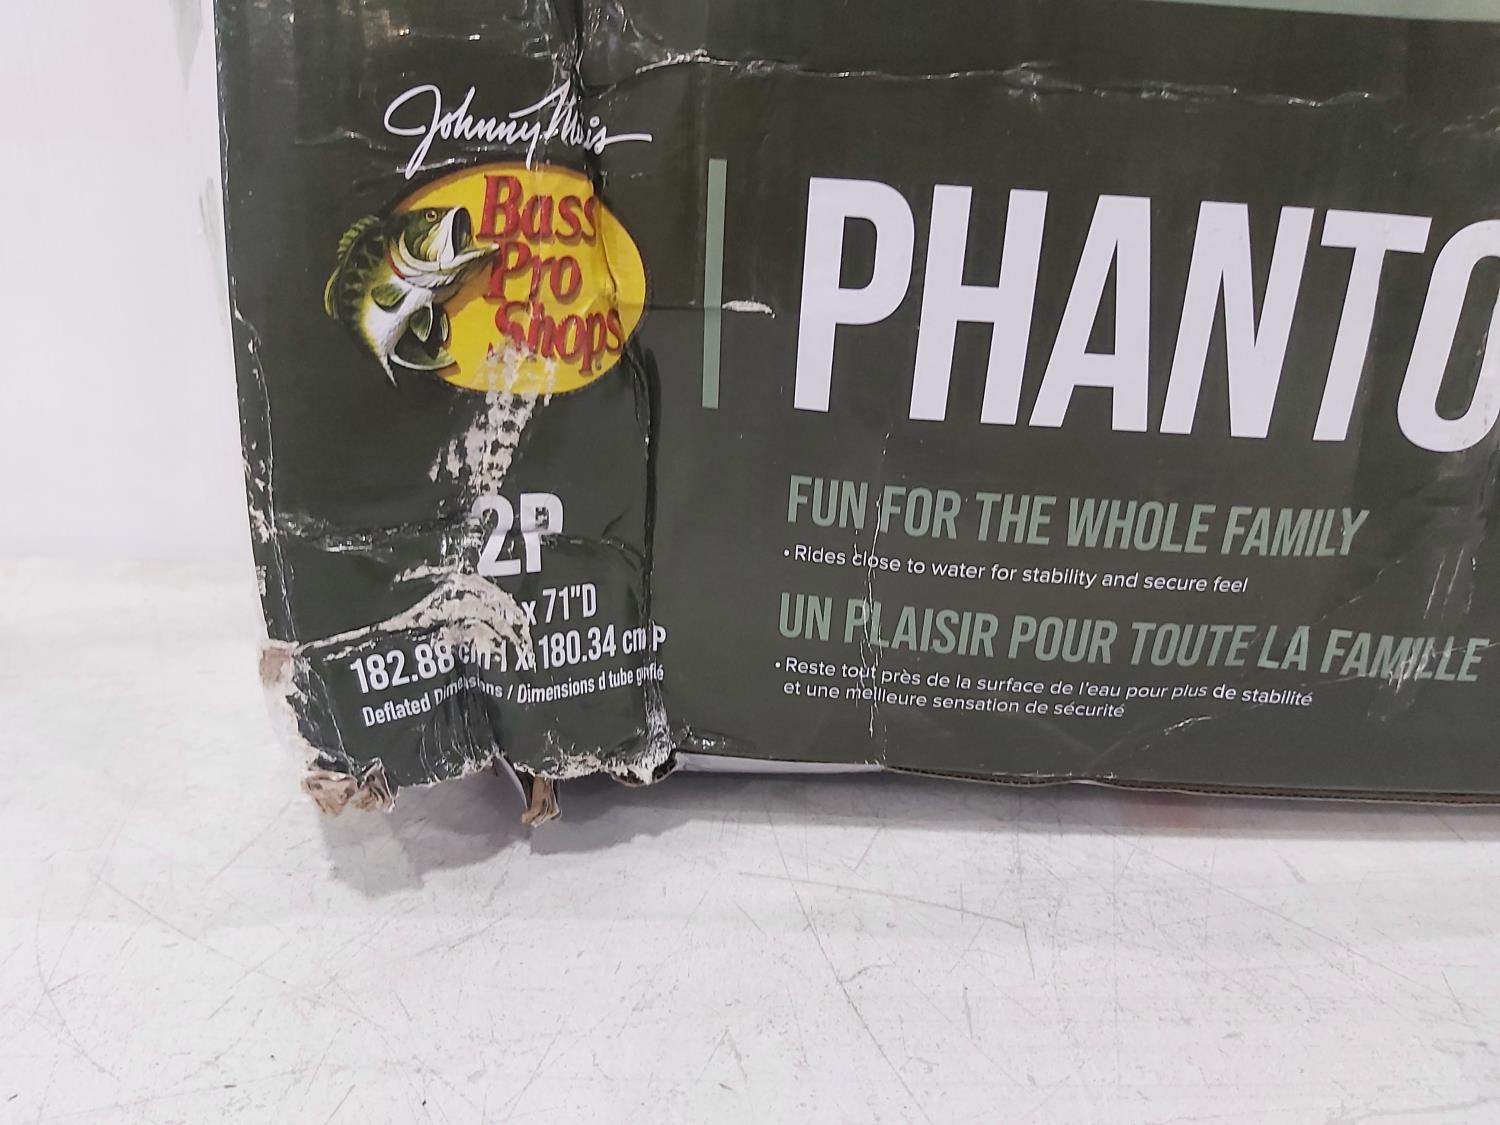 Johnny Morris
Bass
Pro
Shops
PHANTO
2P
x 71"D
182.88 cm x 180.34 cm P
Deflated Dimensions / Dimensions d tube gonflé
FUN FOR THE WHOLE FAMILY
• Rides close to water for stability and secure feel
UN PLAISIR POUR TOUTE LA FAMILLE
• Reste tout près de la surface de l'eau pour plus de stabilité
et une meilleure sensation de sécurité